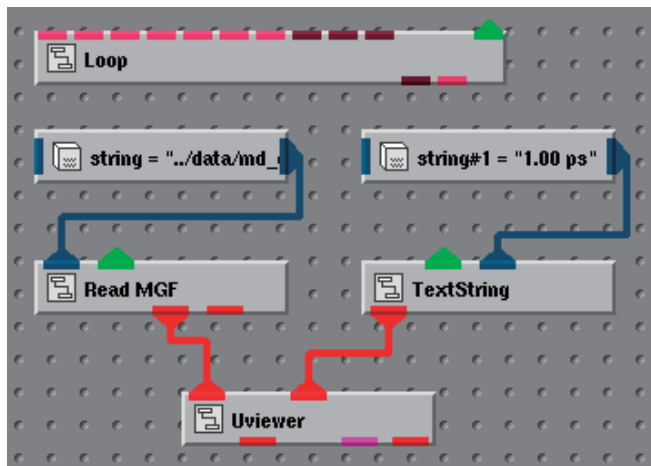 Loop
string = "../data/md_
string#1 = "1.00 ps"
Read MGF
TextString
Uviewer